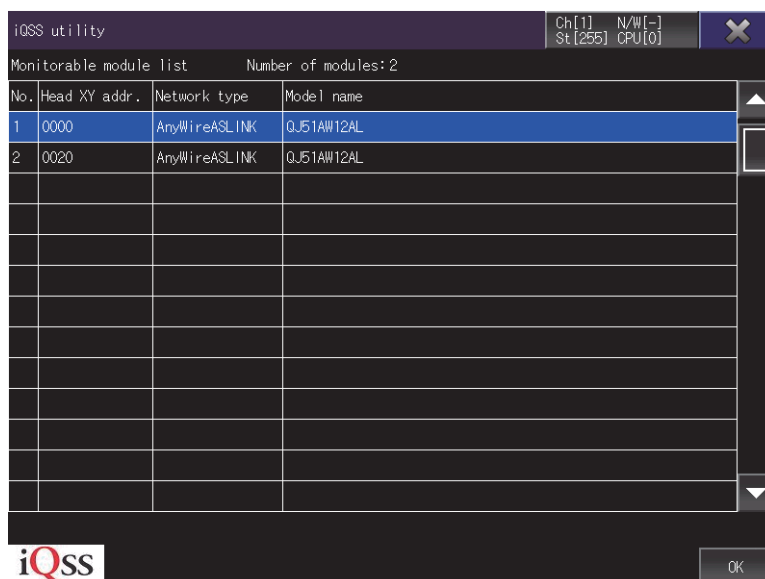 iQSS utility
Ch[1] N/W[-]
St[255] CPU[0]
Monitorable module list Number of modules:2
No. Head XY addr. Network type Model name
1 0000 AnyWireASLINK QJ51AW12AL
2 0020 AnyWireASLINK QJ51AW12AL
iQss
OK